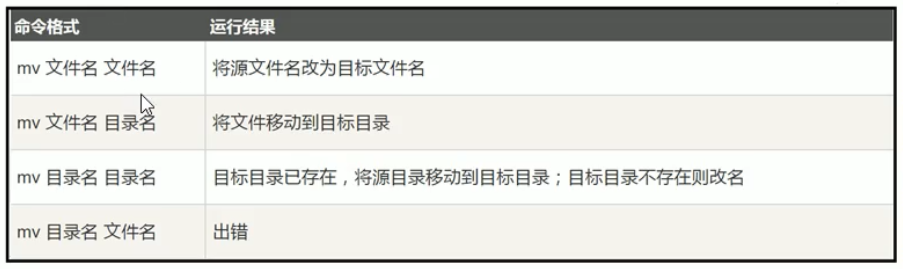 命令格式 运行结果
mv 文件名 文件名 将源文件名改为目标文件名
mv 文件名 目录名 将文件移动到目标目录
mv 目录名 目录名 目标目录已存在，将源目录移动到目标目录；目标目录不存在则改名
mv 目录名 文件名 出错